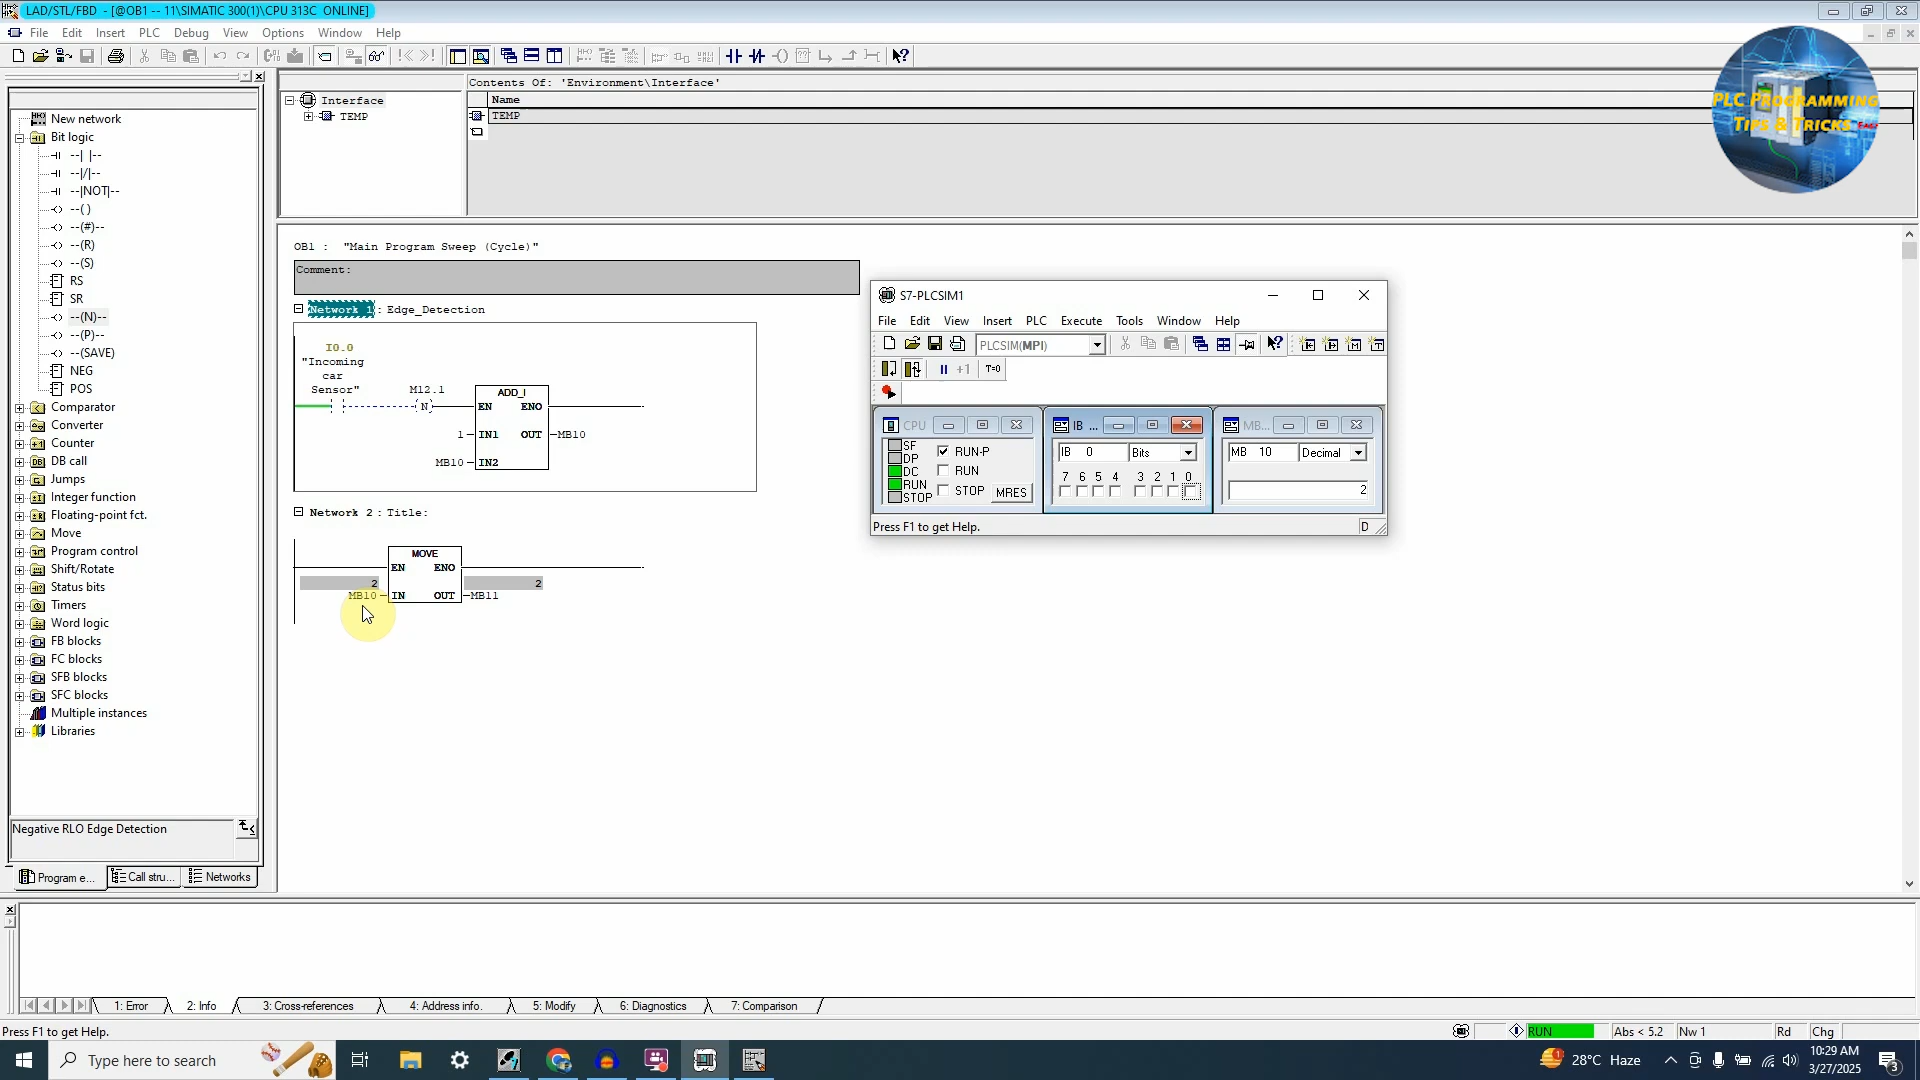 LAD/STL/FBD - [@OB1 -- 11\SIMATIC 300(1)\CPU 313C ONLINE]
File Edit Insert PLC Debug View Options Window Help
New network
Bit logic
--| |--
--|/|--
--|NOT|--
--( )
--(#)--
--(R)
--(S)
RS
SR
--(N)--
--(P)--
--(SAVE)
NEG
POS
Comparator
Converter
Counter
DB call
Jumps
Integer function
Floating-point fct.
Move
Program control
Shift/Rotate
Status bits
Timers
Word logic
FB blocks
FC blocks
SFB blocks
SFC blocks
Multiple instances
Libraries
Negative RLO Edge Detection
Program e... Call stru... Networks
Interface
TEMP
Contents Of: 'Environment\Interface'
Name
TEMP
PLC Programming
Tips & Tricks
OB1 : "Main Program Sweep (Cycle)"
Comment:
Network 1 : Edge_Detection
I0.0
"Incoming
car
Sensor"
M12.1
N
ADD_I
EN ENO
1 IN1 OUT MB10
MB10 IN2
Network 2 : Title:
MOVE
EN ENO
2 2
MB10 IN OUT MB11
S7-PLCSIM1
File Edit View Insert PLC Execute Tools Window Help
PLCSIM(MPI)
+1 T=0
CPU
SF
DP
DC
RUN
STOP
RUN-P
RUN
STOP MRES
IB ...
IB 0 Bits
7 6 5 4 3 2 1 0
MB...
MB 10 Decimal
2
Press F1 to get Help. D
1: Error 2: Info 3: Cross-references 4: Address info. 5: Modify 6: Diagnostics 7: Comparison
Press F1 to get Help. RUN Abs < 5.2 Nw 1 Rd Chg
Type here to search
28°C Haze
10:29 AM
3/27/2025
3